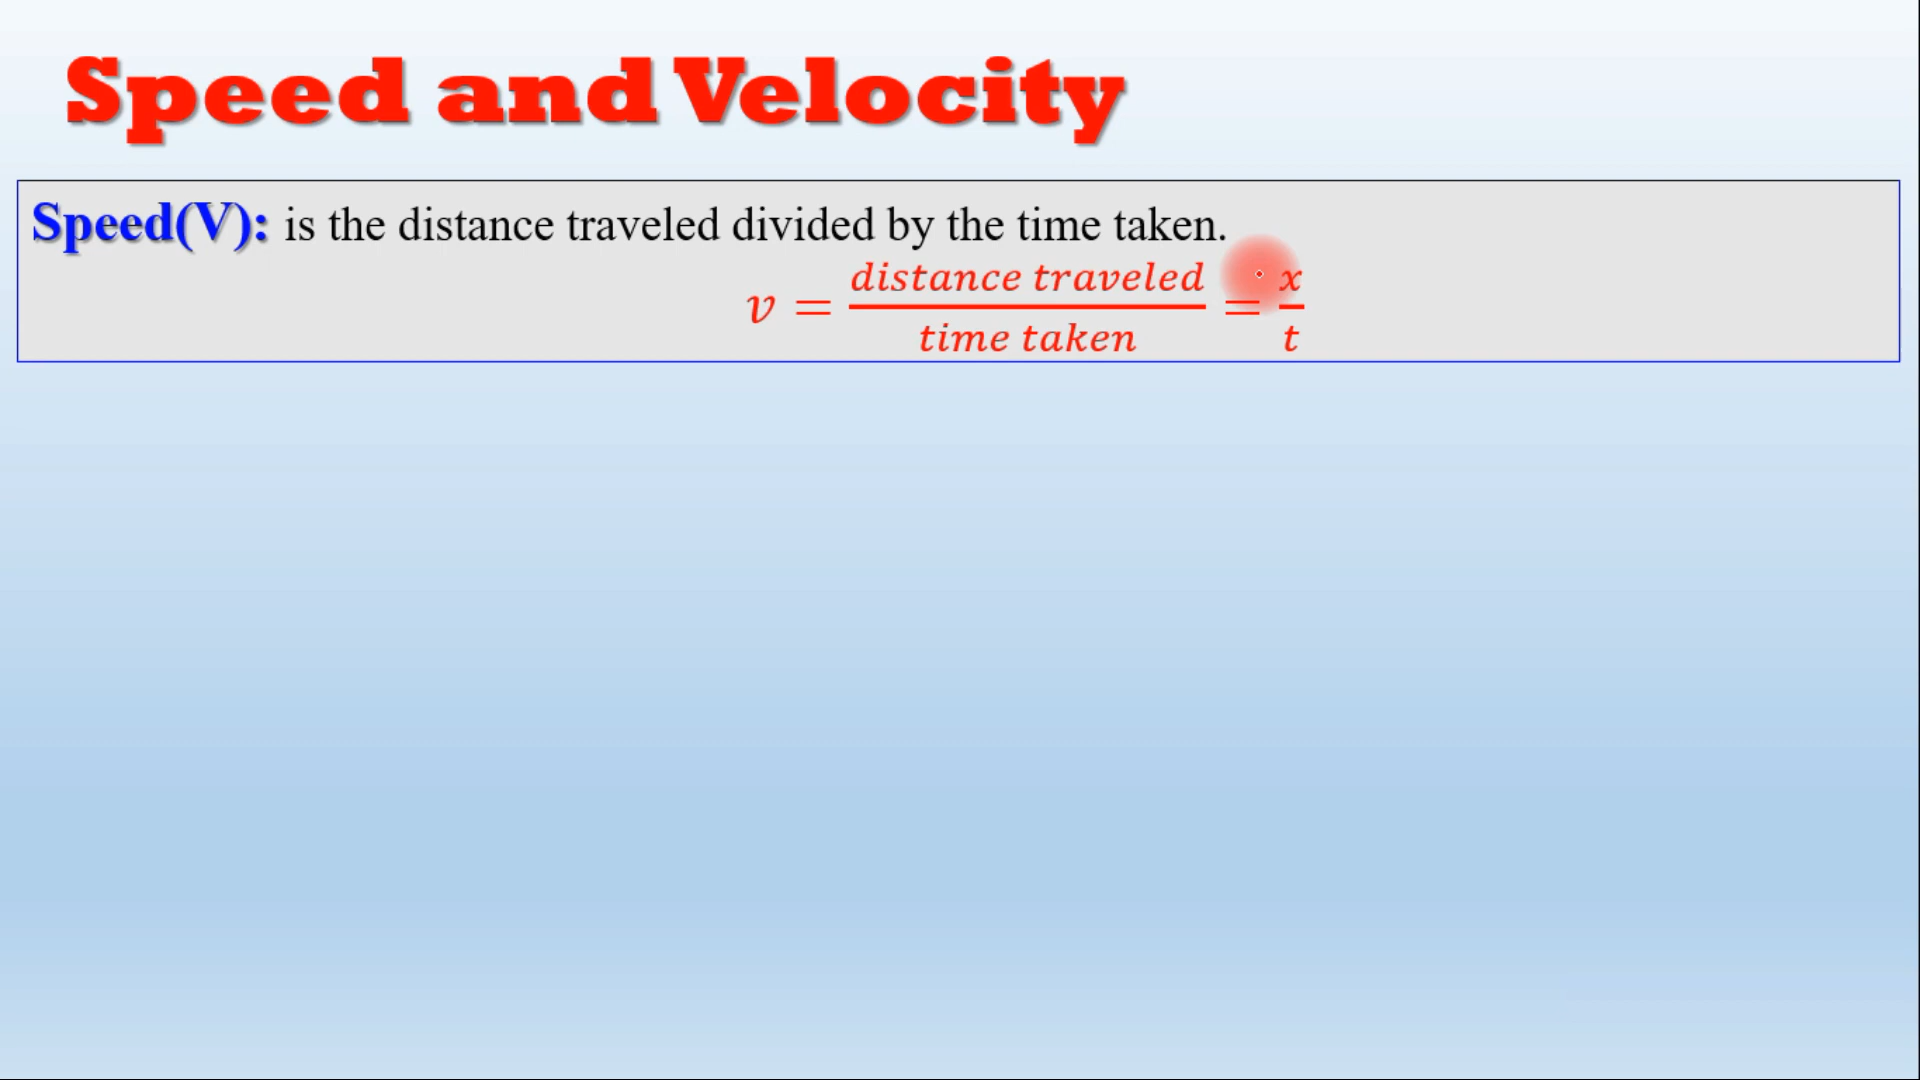 Speed and Velocity
Speed(V): is the distance traveled divided by the time taken.
v = distance traveled / time taken = x / t